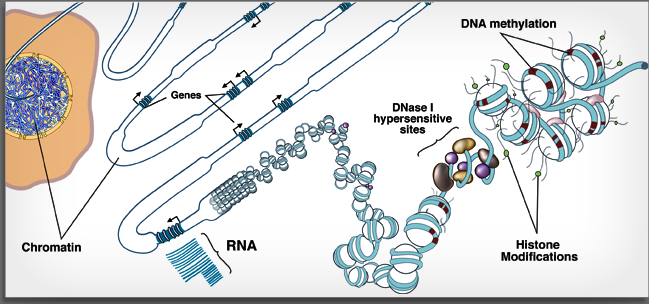 DNA methylation
Genes
DNase I
hypersensitive
sites
Chromatin
RNA
Histone
Modifications